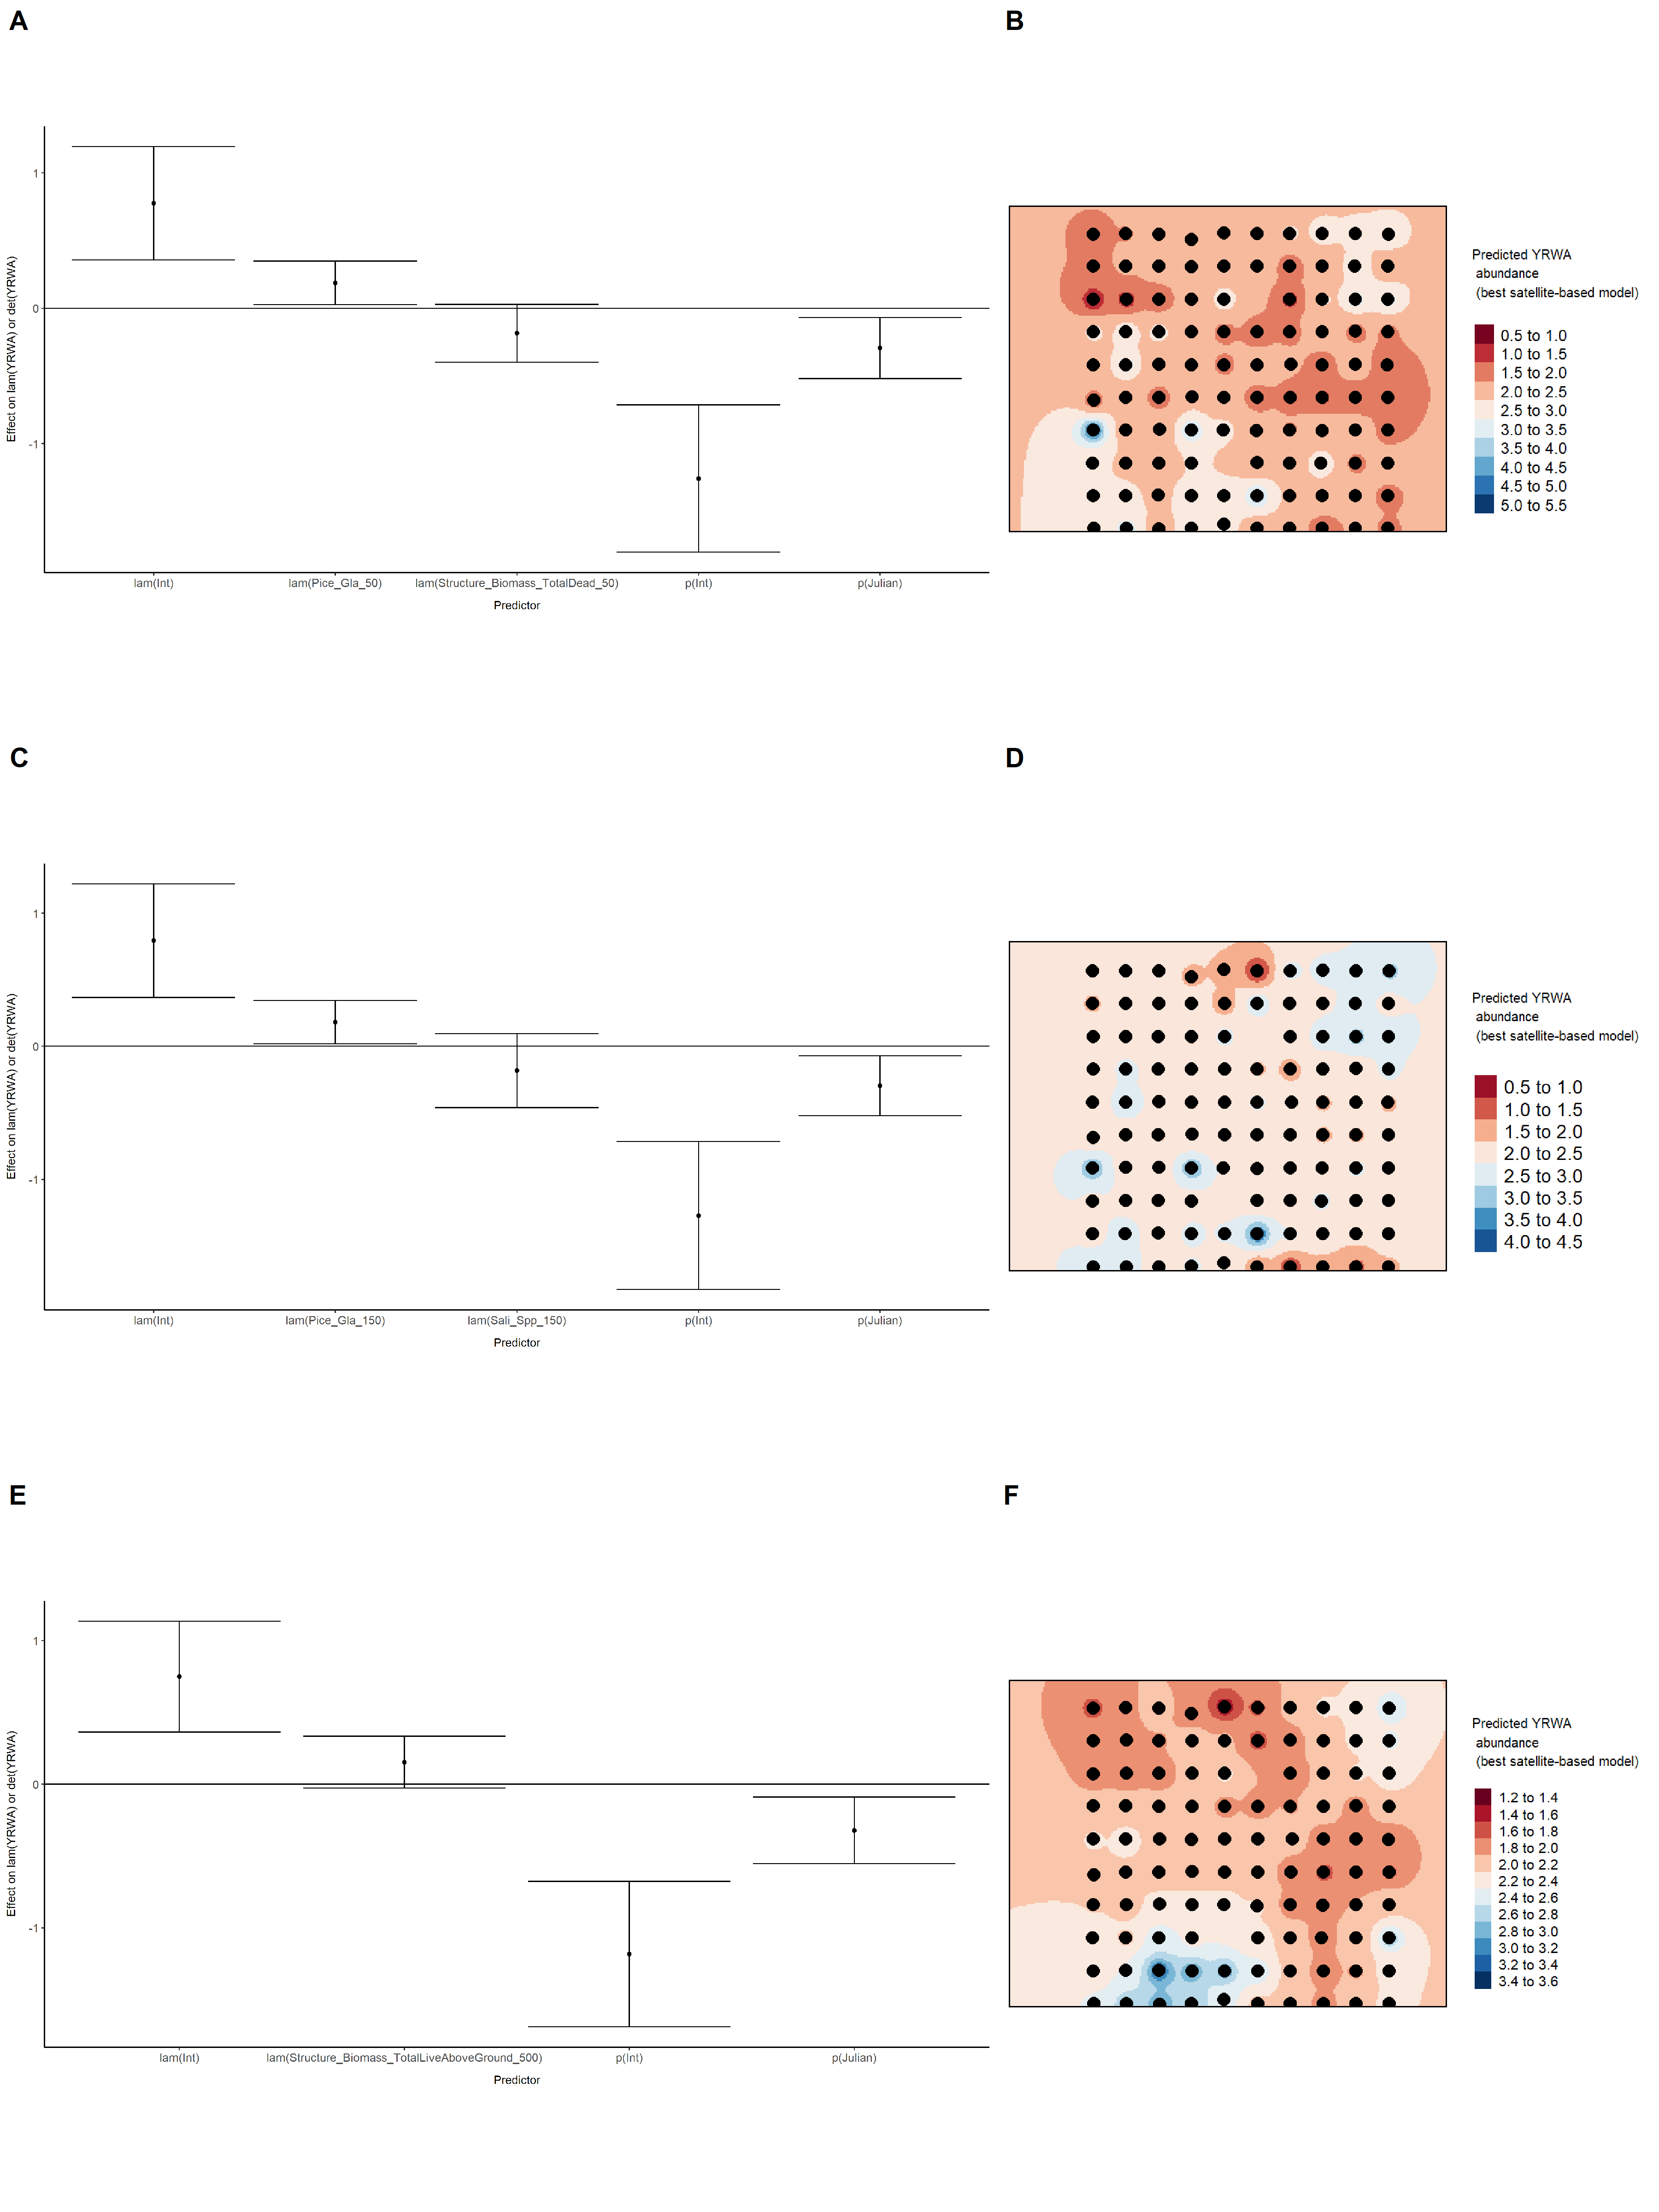 A
B
Effect on lam(YRWA) or det(YRWA)
1
0
-1
lam(Int)
lam(Pice_Gla_50)
lam(Structure_Biomass_TotalDead_50)
p(Int)
p(Julian)
Predictor
Predicted YRWA
abundance
(best satellite-based model)
0.5 to 1.0
1.0 to 1.5
1.5 to 2.0
2.0 to 2.5
2.5 to 3.0
3.0 to 3.5
3.5 to 4.0
4.0 to 4.5
4.5 to 5.0
5.0 to 5.5
C
D
Effect on lam(YRWA) or det(YRWA)
1
0
-1
lam(Int)
lam(Pice_Gla_150)
lam(Sali_Spp_150)
p(Int)
p(Julian)
Predictor
Predicted YRWA
abundance
(best satellite-based model)
0.5 to 1.0
1.0 to 1.5
1.5 to 2.0
2.0 to 2.5
2.5 to 3.0
3.0 to 3.5
3.5 to 4.0
4.0 to 4.5
E
F
Effect on lam(YRWA) or det(YRWA)
1
0
-1
lam(Int)
lam(Structure_Biomass_TotalLiveAboveGround_500)
p(Int)
p(Julian)
Predictor
Predicted YRWA
abundance
(best satellite-based model)
1.2 to 1.4
1.4 to 1.6
1.6 to 1.8
1.8 to 2.0
2.0 to 2.2
2.2 to 2.4
2.4 to 2.6
2.6 to 2.8
2.8 to 3.0
3.0 to 3.2
3.2 to 3.4
3.4 to 3.6